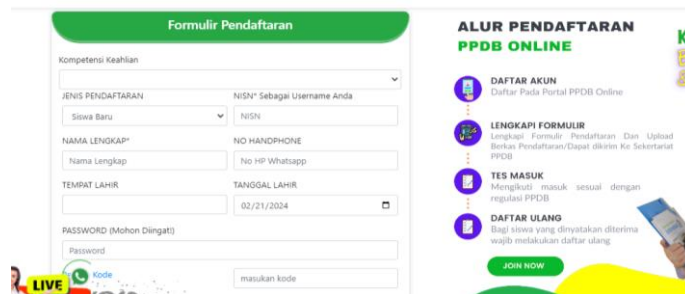 Formulir Pendaftaran
Kompetensi Keahlian
JENIS PENDAFTARAN
NISN* Sebagai Username Anda
Siswa Baru
NISN
NAMA LENGKAP*
NO HANDPHONE
Nama Lengkap
No HP Whatsapp
TEMPAT LAHIR
TANGGAL LAHIR
02/21/2024
PASSWORD (Mohon Diingat!)
Password
Kode
masukan kode
LIVE
ALUR PENDAFTARAN
PPDB ONLINE
DAFTAR AKUN
Daftar Pada Portal PPDB Online
LENGKAPI FORMULIR
Lengkapi Formulir Pendaftaran Dan Upload
Berkas Pendaftaran/Dapat dikirim Ke Sekertariat
PPDB
TES MASUK
Mengikuti masuk sesuai dengan
regulasi PPDB
DAFTAR ULANG
Bagi siswa yang dinyatakan diterima
wajib melakukan daftar ulang
JOIN NOW